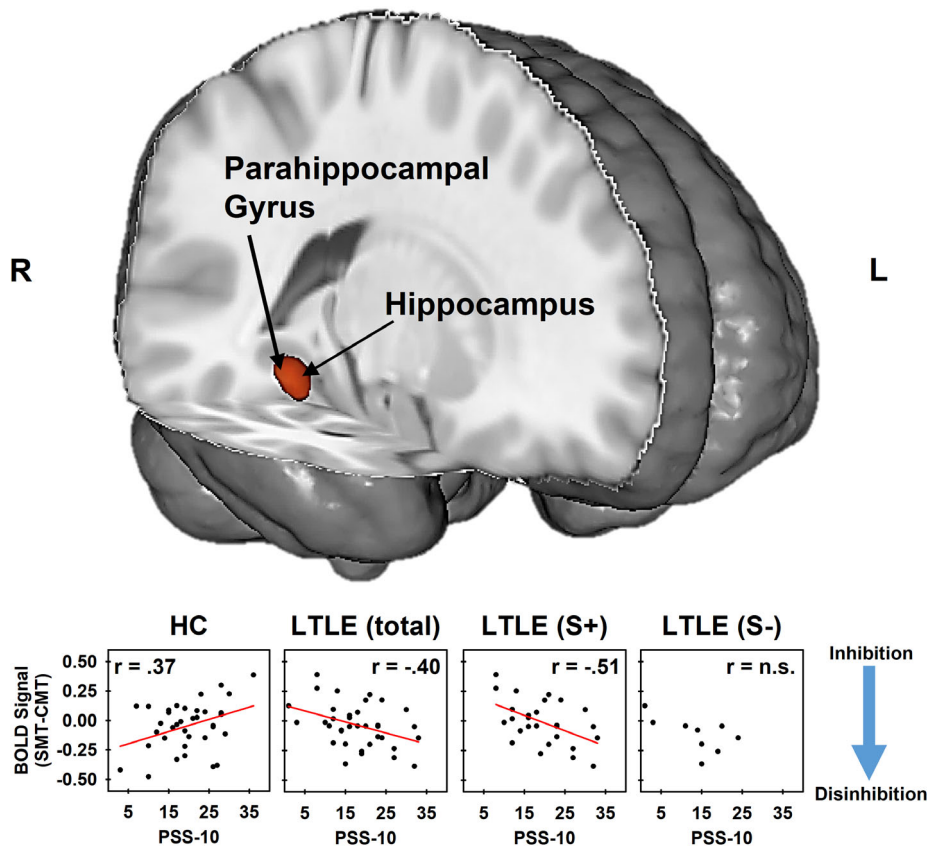 Parahippocampal
Gyrus
R
L
Hippocampus
HC
LTLE (total)
LTLE (S+)
LTLE (S-)
BOLD Signal
(SMT-CMT)
0.50
0.25
0.00
-0.25
-0.50
r = .37
r = -.40
r = -.51
r = n.s.
5 15 25 35
5 15 25 35
5 15 25 35
5 15 25 35
PSS-10
PSS-10
PSS-10
PSS-10
Inhibition
Disinhibition